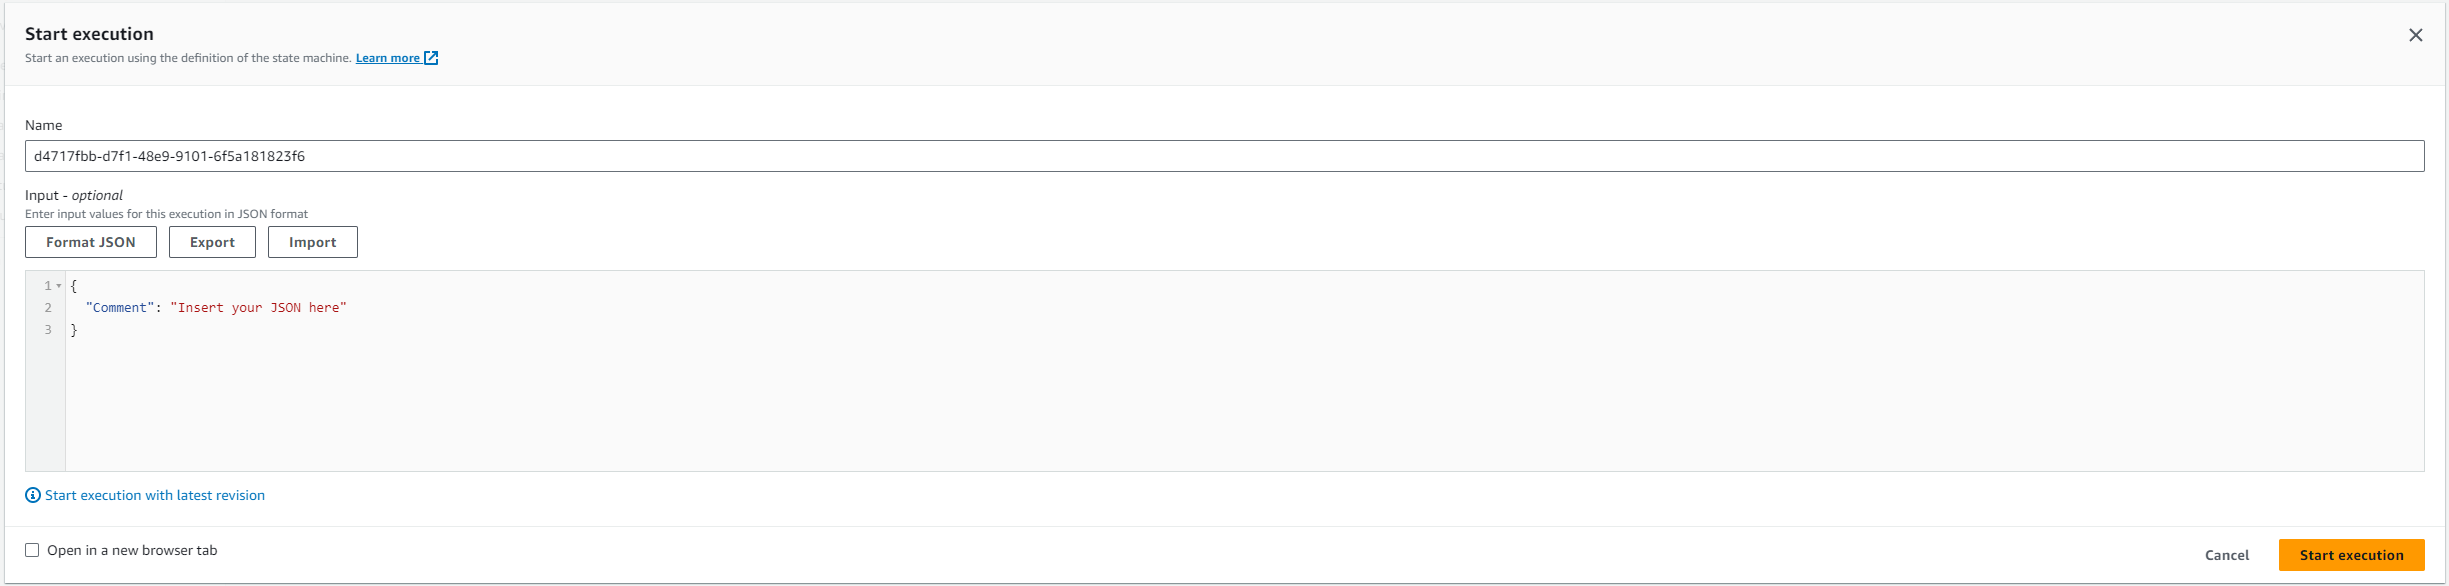 Start execution
Start an execution using the definition of the state machine. Learn more
Name
d4717fbb-d7f1-48e9-9101-6f5a181823f6
Input - optional
Enter input values for this execution in JSON format
Format JSON Export Import
1 {
2 "Comment": "Insert your JSON here"
3 }
Start execution with latest revision
Open in a new browser tab
Cancel Start execution